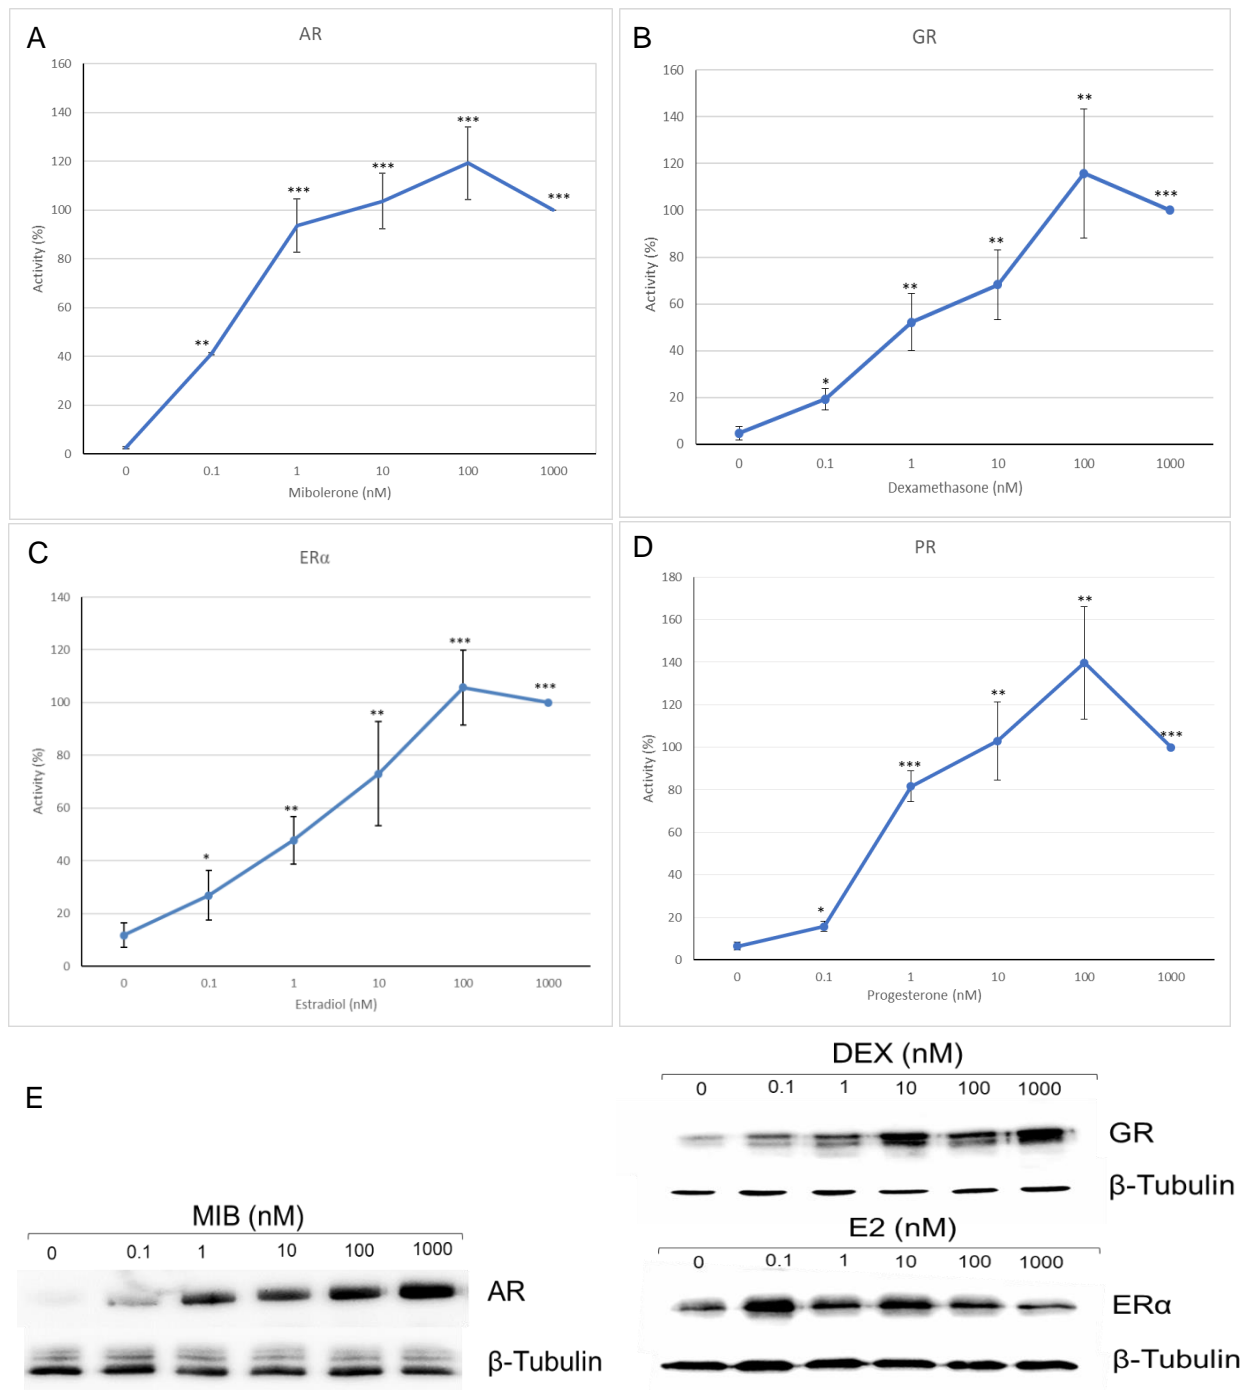 A
AR
160
140
120
100
80
60
40
20
0
Activity (%)
**
***
***
***
***
0 0.1 1 10 100 1000
Mibolerone (nM)
B
GR
160
140
120
100
80
60
40
20
0
Activity (%)
*
**
**
**
***
0 0.1 1 10 100 1000
Dexamethasone (nM)
C
ERα
140
120
100
80
60
40
20
0
Activity (%)
*
**
**
***
***
0 0.1 1 10 100 1000
Estradiol (nM)
D
PR
180
160
140
120
100
80
60
40
20
0
Activity (%)
*
***
**
**
***
0 0.1 1 10 100 1000
Progesterone (nM)
E
MIB (nM)
0 0.1 1 10 100 1000
AR
β-Tubulin
DEX (nM)
0 0.1 1 10 100 1000
GR
β-Tubulin
E2 (nM)
0 0.1 1 10 100 1000
ERα
β-Tubulin